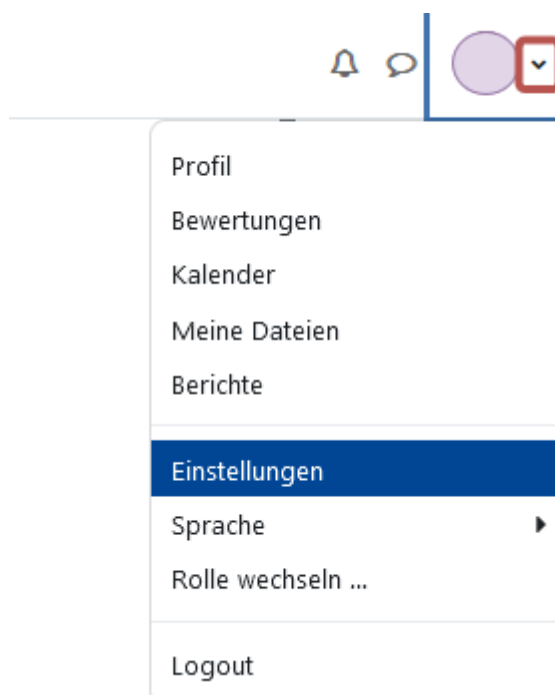 Profil
Bewertungen
Kalender
Meine Dateien
Berichte
Einstellungen
Sprache
Rolle wechseln ...
Logout